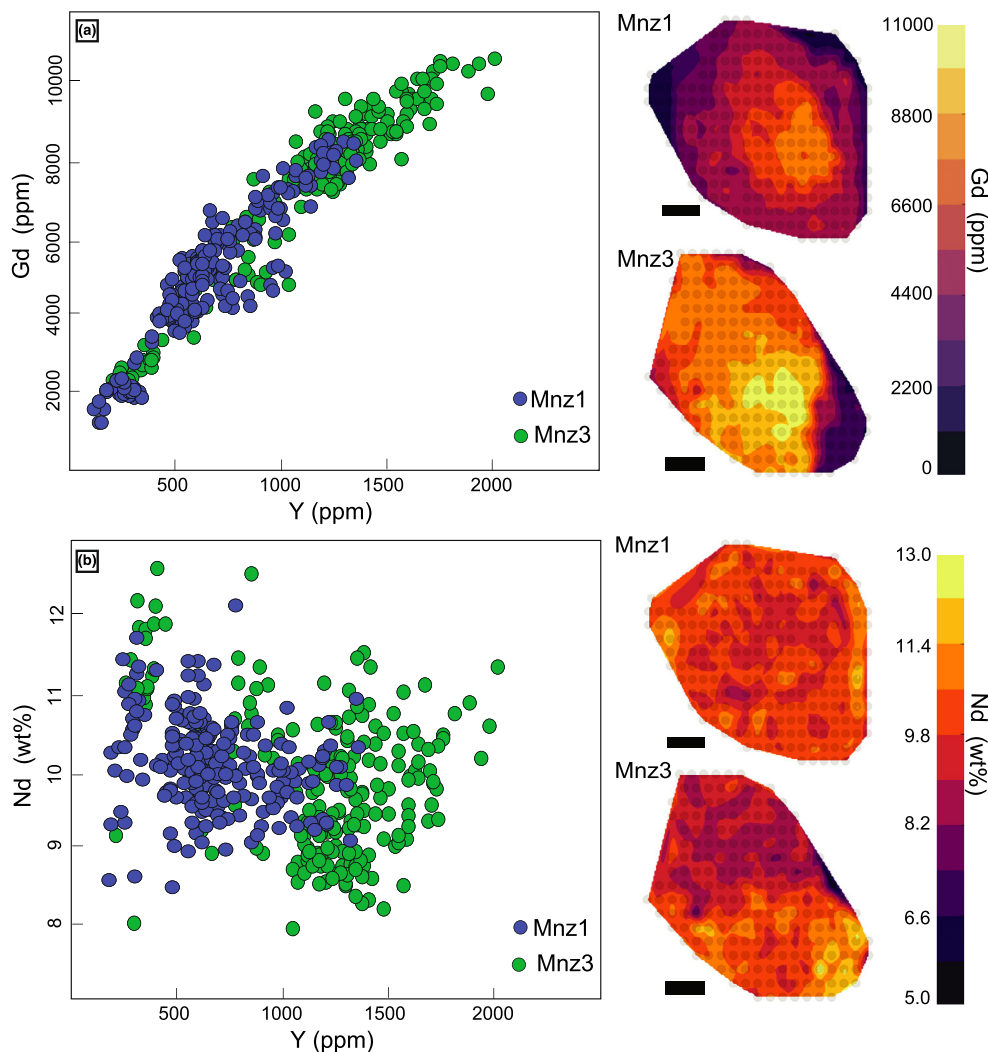 (a)
Gd (ppm)
10000
8000
6000
4000
2000
500
1000
1500
2000
Y (ppm)
Mnz1
Mnz3
Mnz1
Mnz3
11000
8800
6600
4400
2200
0
Gd (ppm)
(b)
Nd (wt%)
12
11
10
9
8
500
1000
1500
2000
Y (ppm)
Mnz1
Mnz3
Mnz1
Mnz3
13.0
11.4
9.8
8.2
6.6
5.0
Nd (wt%)